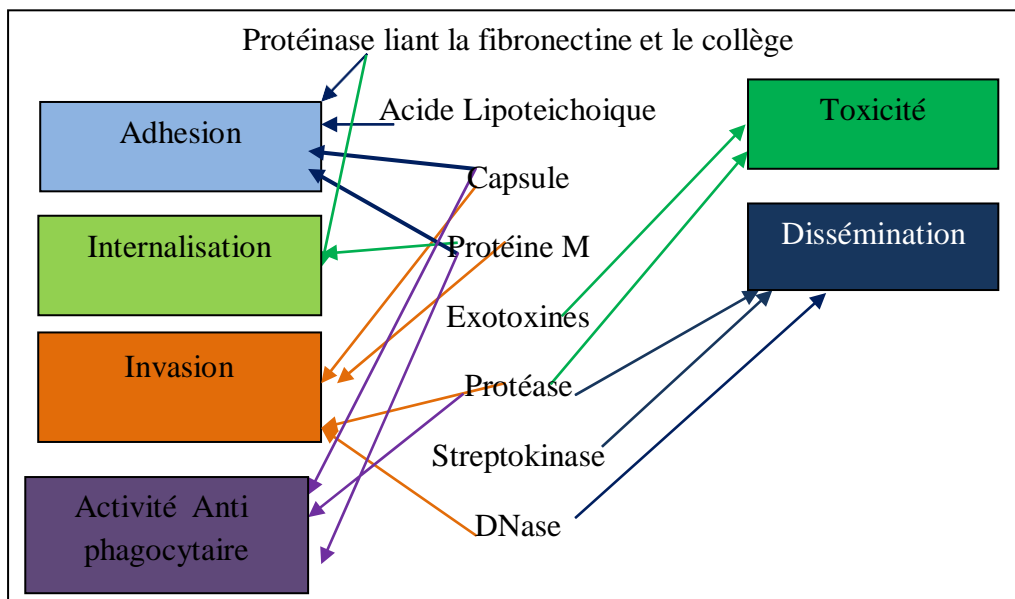 Protéinase liant la fibronectine et le collège
Adhesion
Internalisation
Invasion
Activité Anti
phagocytaire
Acide Lipoteichoique
Capsule
Protéine M
Exotoxines
Protéase
Streptokinase
DNase
Toxicité
Dissémination